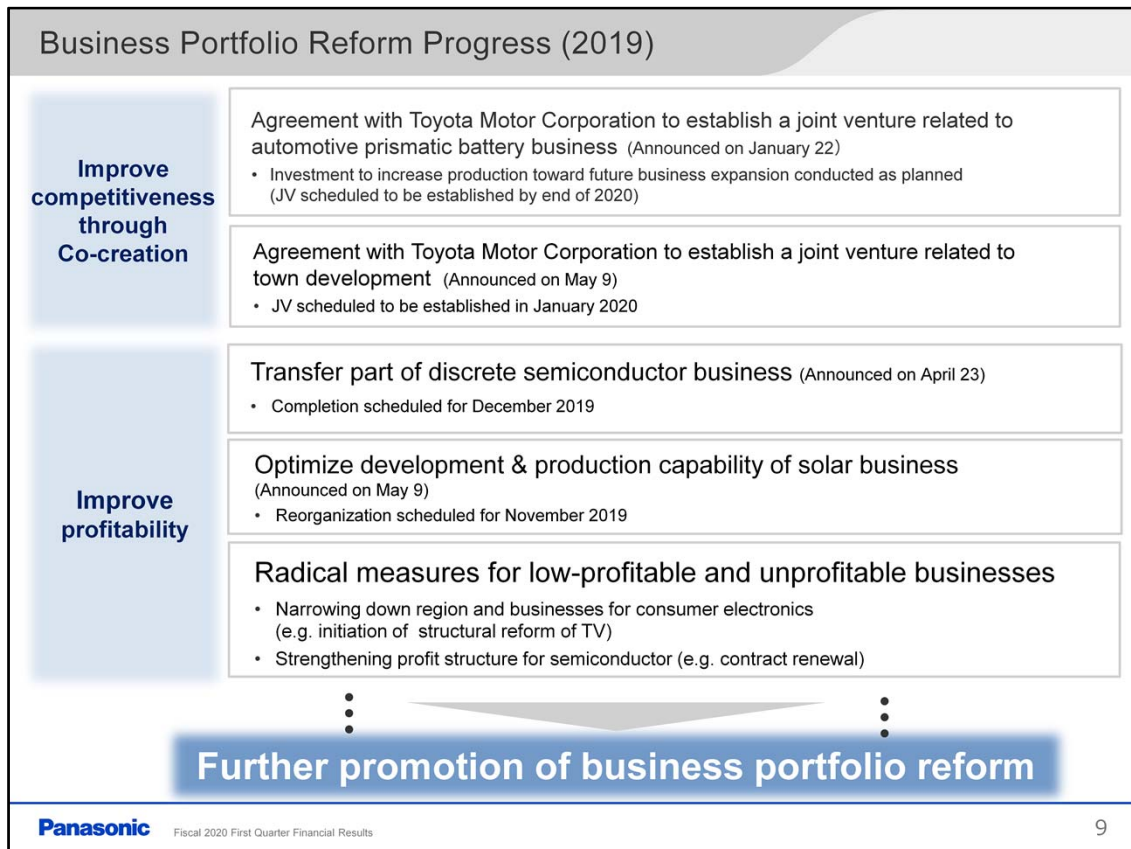 Business Portfolio Reform Progress (2019)
Improve
competitiveness
through
Co-creation
Agreement with Toyota Motor Corporation to establish a joint venture related to
automotive prismatic battery business (Announced on January 22)
• Investment to increase production toward future business expansion conducted as planned
(JV scheduled to be established by end of 2020)
Agreement with Toyota Motor Corporation to establish a joint venture related to
town development (Announced on May 9)
• JV scheduled to be established in January 2020
Improve
profitability
Transfer part of discrete semiconductor business (Announced on April 23)
• Completion scheduled for December 2019
Optimize development & production capability of solar business
(Announced on May 9)
• Reorganization scheduled for November 2019
Radical measures for low-profitable and unprofitable businesses
• Narrowing down region and businesses for consumer electronics
(e.g. initiation of structural reform of TV)
• Strengthening profit structure for semiconductor (e.g. contract renewal)
Further promotion of business portfolio reform
Panasonic Fiscal 2020 First Quarter Financial Results 9